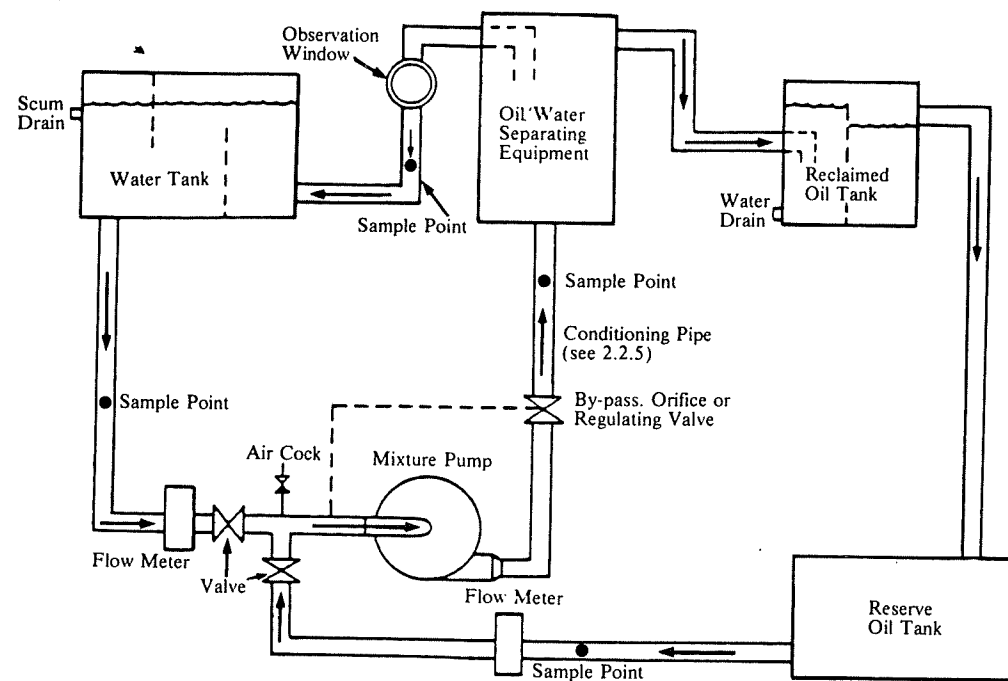 Observation
Window
Scum
Drain
Water Tank
Sample Point
Oil/Water
Separating
Equipment
Reclaimed
Oil Tank
Water
Drain
Sample Point
Conditioning Pipe
(see 2.2.5)
Sample Point
By-pass. Orifice or
Regulating Valve
Air Cock
Mixture Pump
Flow Meter
Valve
Flow Meter
Reserve
Oil Tank
Sample Point